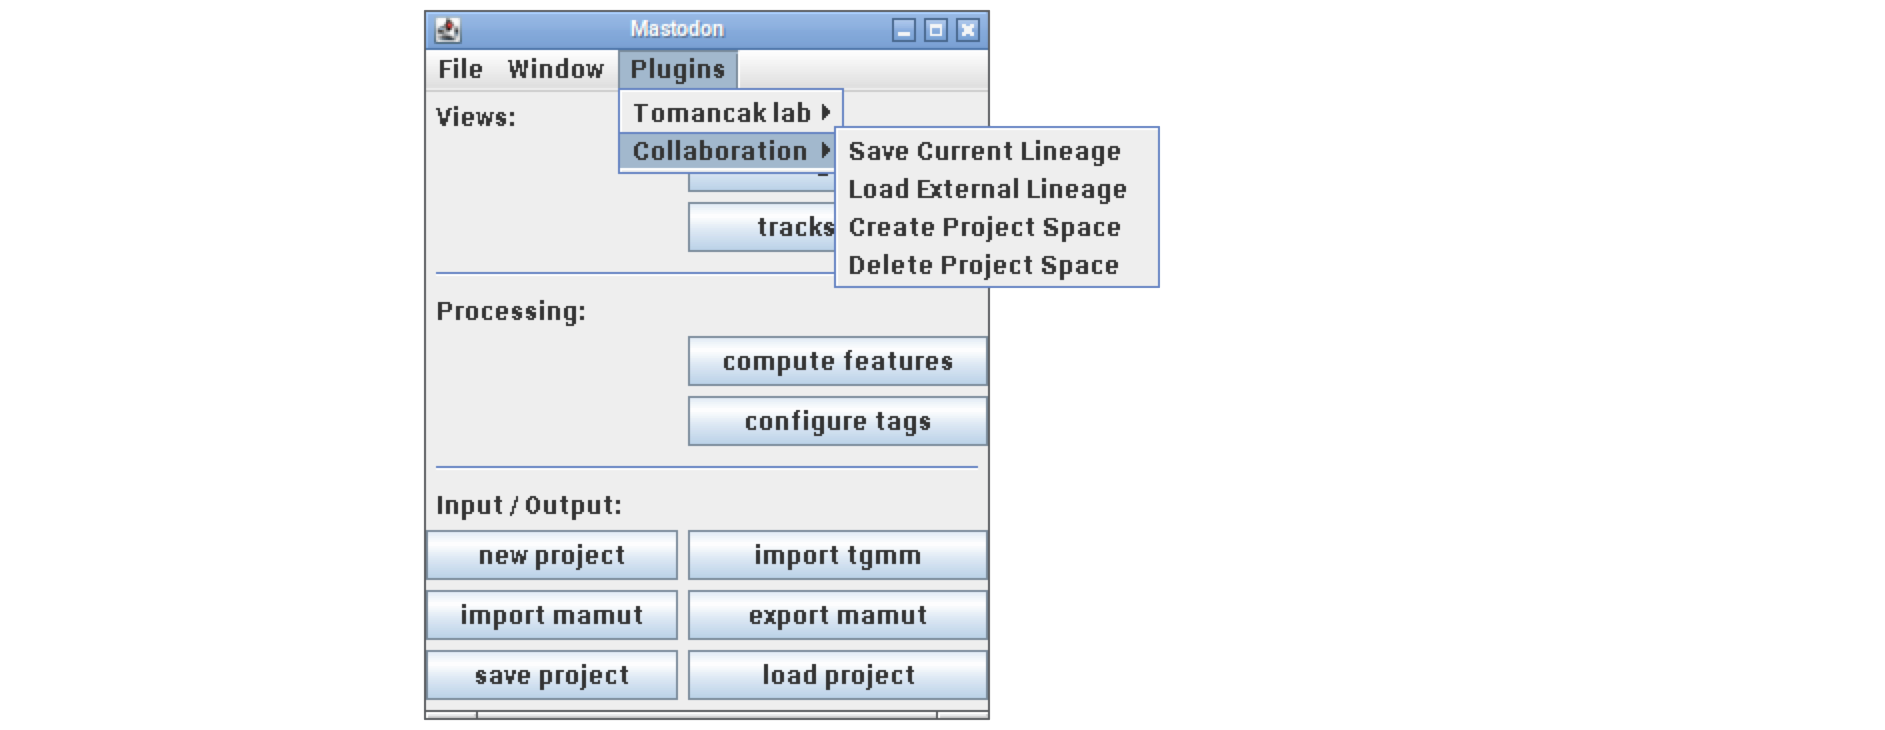 Mastodon
File Window Plugins
Views:
Tomancak lab
Collaboration
Save Current Lineage
Load External Lineage
Create Project Space
Delete Project Space
tracks
Processing:
compute features
configure tags
Input / Output:
new project
import tgmm
import mamut
export mamut
save project
load project